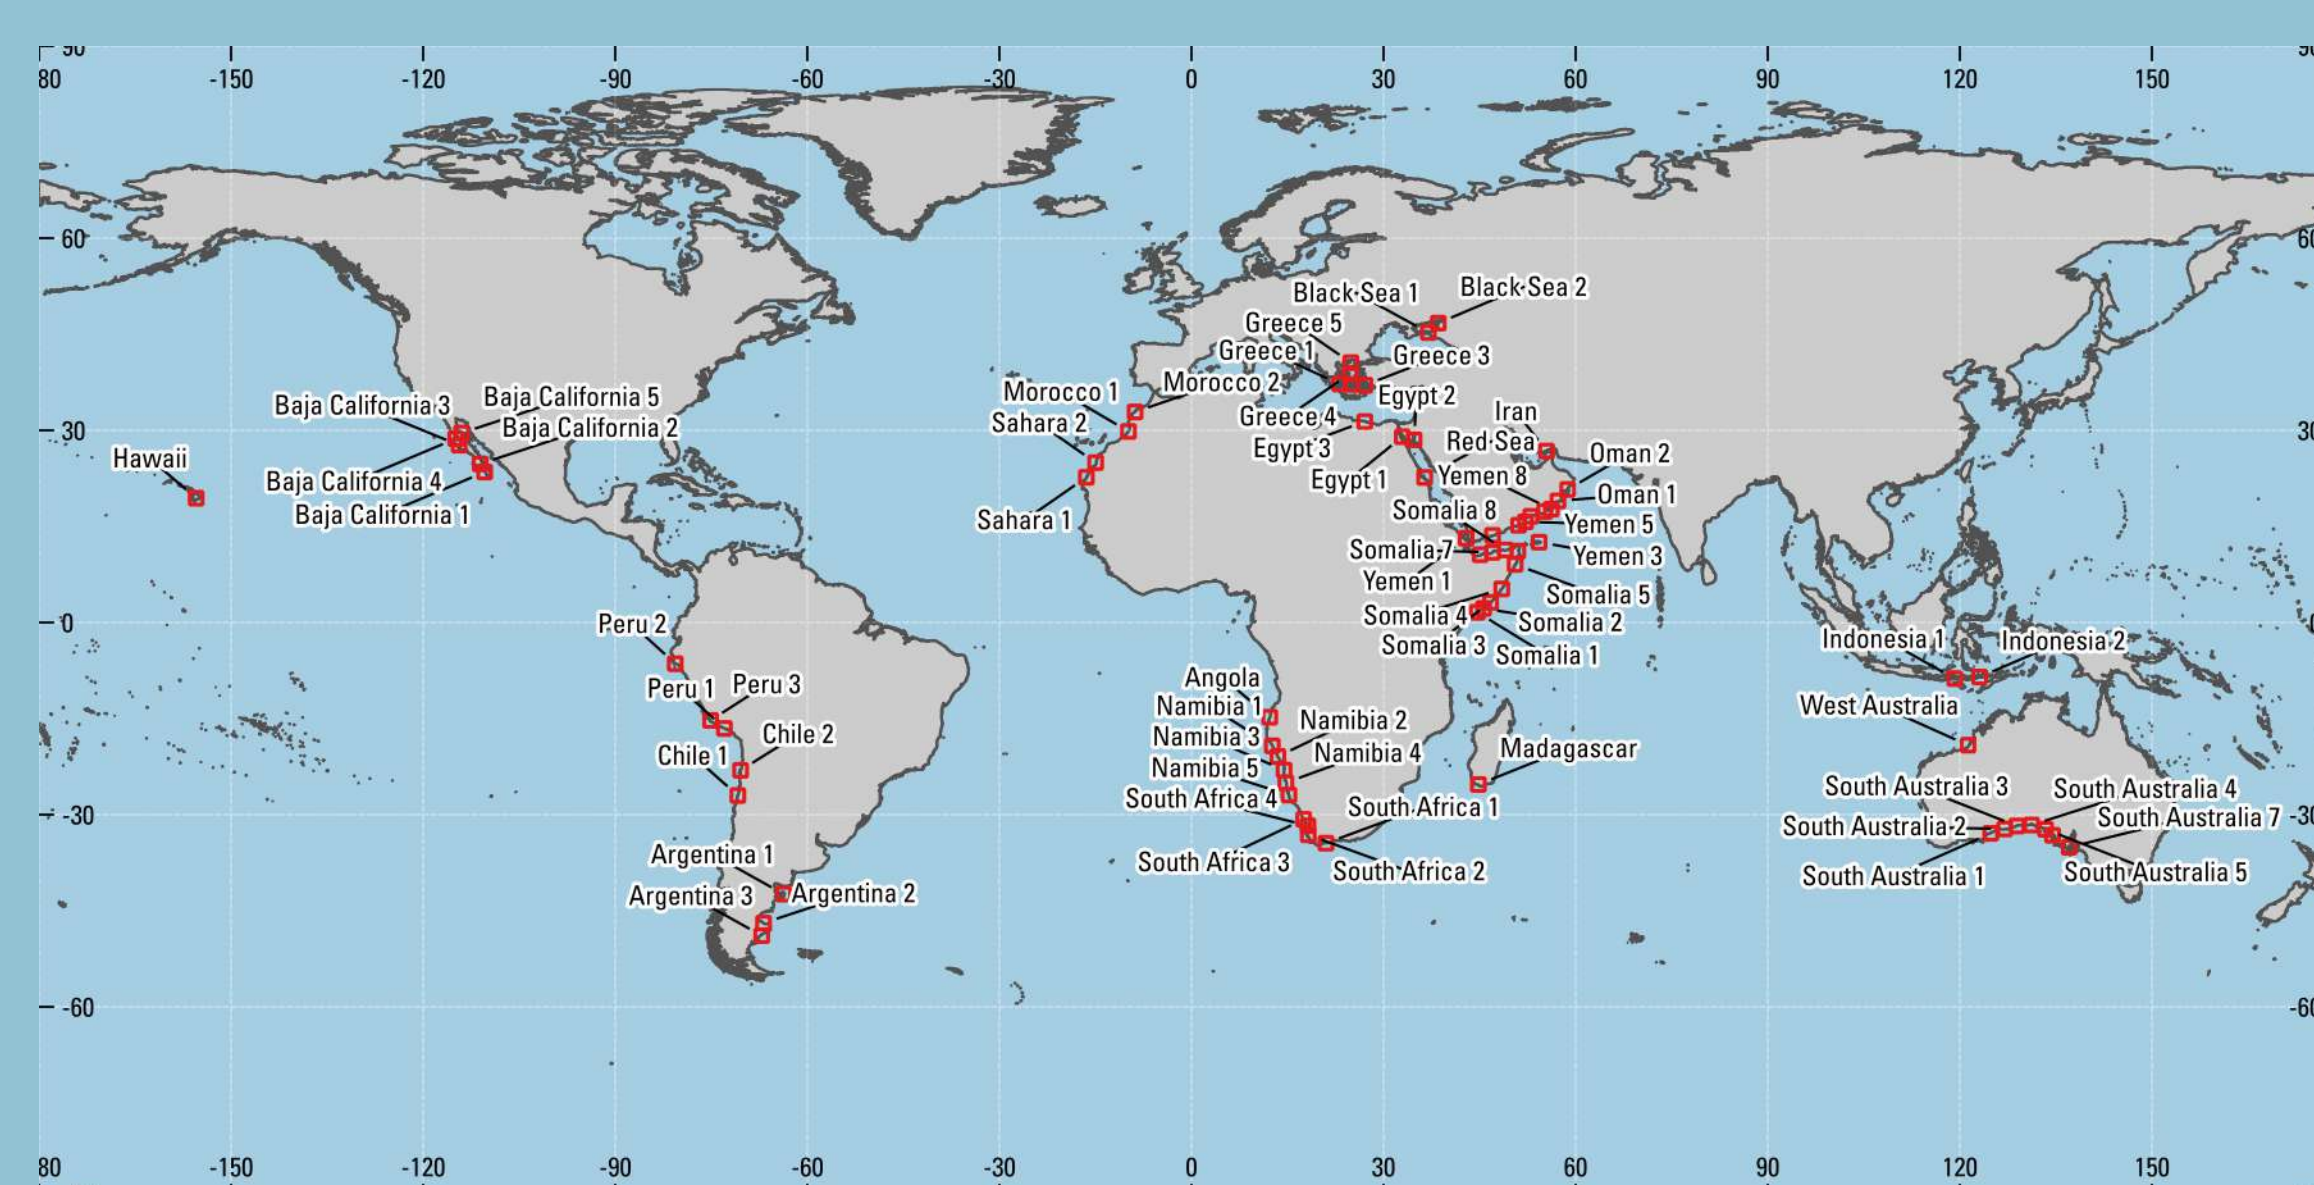 90
80 -150 -120 -90 -60 -30 0 30 60 90 120 150
60 60
Black Sea 1 Black Sea 2
Greece 5
Greece 1 Greece 3
Morocco 1 Morocco 2
Egypt 2
Baja California 3 Baja California 5
Sahara 2 Greece 4 Iran
30 Baja California 2 30
Egypt 3 Red Sea Oman 2
Hawaii
Baja California 4 Egypt 1 Yemen 8
Oman 1
Baja California 1 Sahara 1 Somalia 8 Yemen 5
Somalia 7 Yemen 3
Yemen 1
Somalia 5
0 Peru 2 Somalia 4 Somalia 2
Somalia 3 Somalia 1 Indonesia 1 Indonesia 2
Peru 1 Peru 3 Angola
Namibia 1 West Australia
Chile 2 Namibia 3 Namibia 2
Chile 1 Namibia 4 Madagascar
Namibia 5
South Africa 4 South Africa 1 South Australia 3 South Australia 4
-30 South Australia 2 South Australia 7 -30
Argentina 1 South Africa 3 South Africa 2 South Australia 1 South Australia 5
Argentina 3 Argentina 2
-60 -60
80 -150 -120 -90 -60 -30 0 30 60 90 120 150